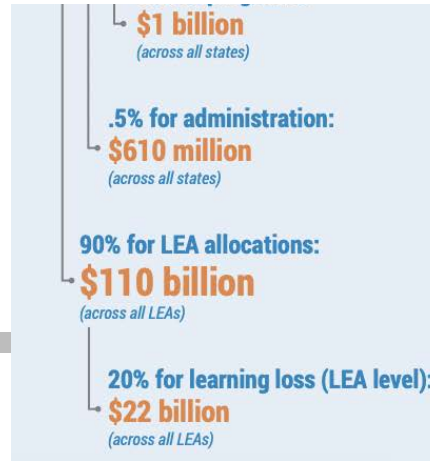 $1 billion
(across all states)
.5% for administration:
$610 million
(across all states)
90% for LEA allocations:
$110 billion
(across all LEAs)
20% for learning loss (LEA level):
$22 billion
(across all LEAs)